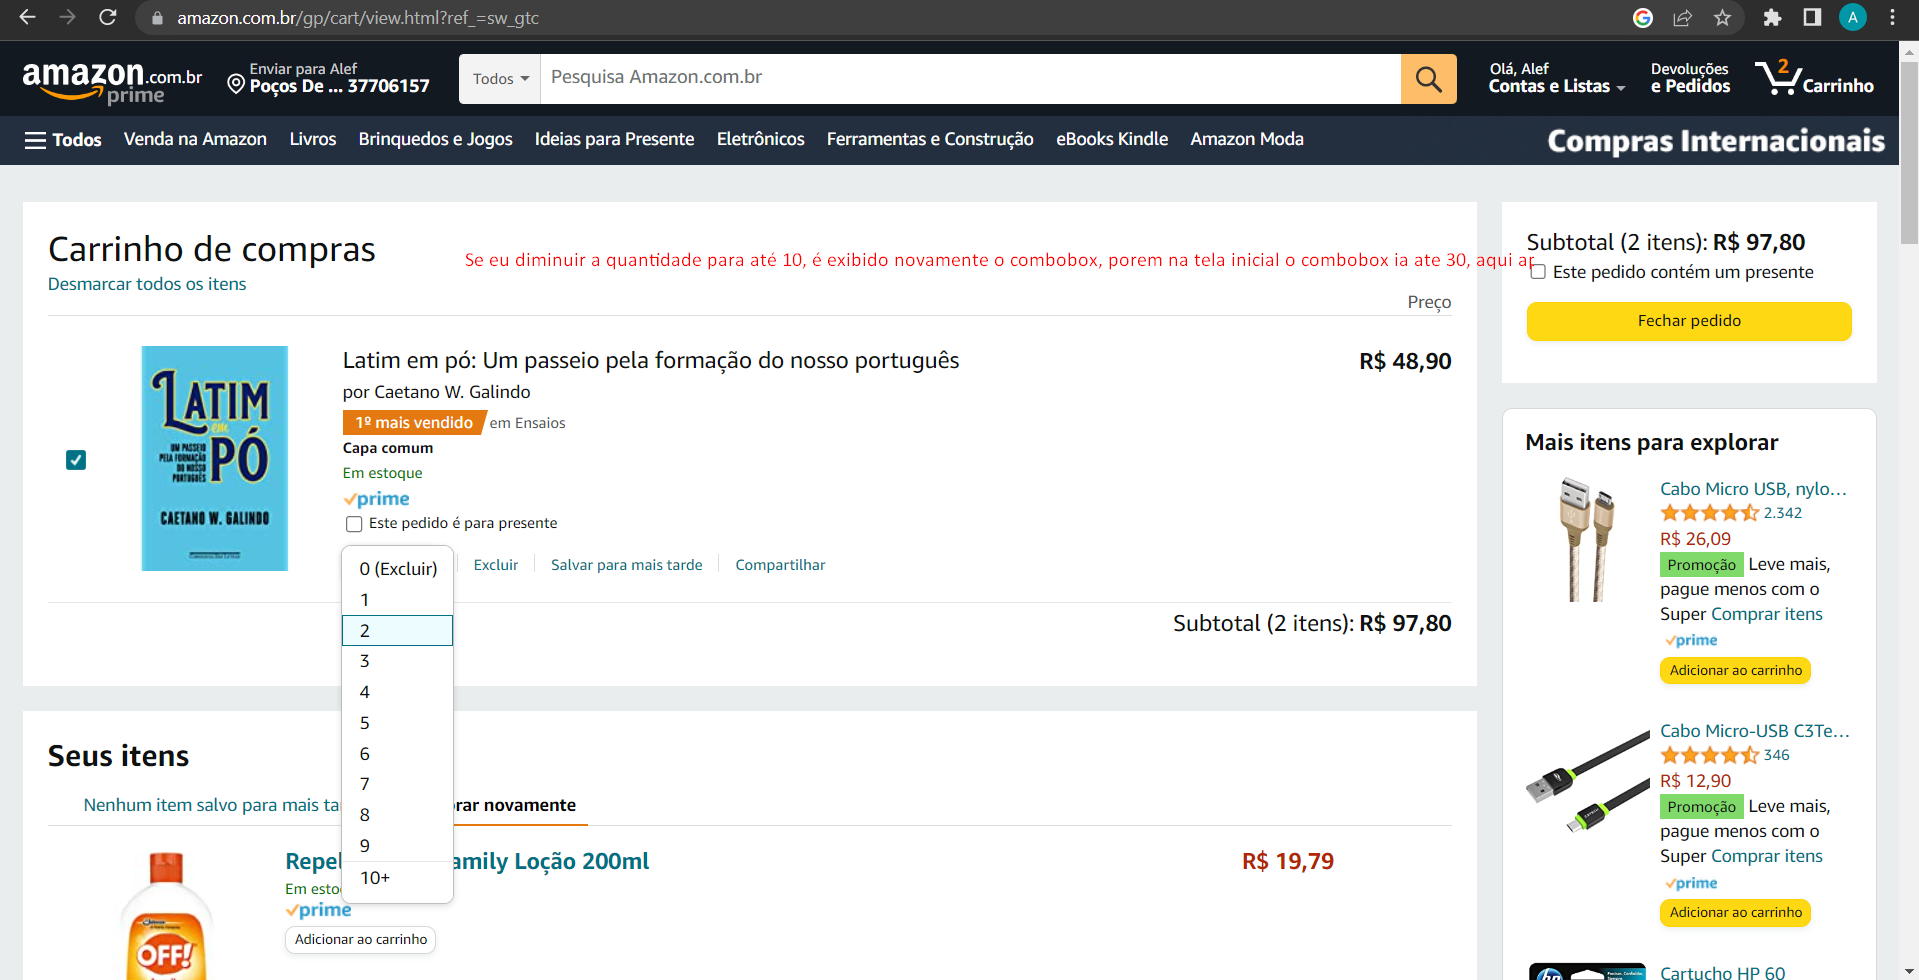 amazon.com.br/gp/cart/view.html?ref_=sw_gtc
A
amazon.com.br
prime
Enviar para Alef
Poços De ... 37706157
Todos
Pesquisa Amazon.com.br
Olá, Alef
Contas e Listas
Devoluções
e Pedidos
2
Carrinho
Todos
Venda na Amazon
Livros
Brinquedos e Jogos
Ideias para Presente
Eletrônicos
Ferramentas e Construção
eBooks Kindle
Amazon Moda
Compras Internacionais
Carrinho de compras
Se eu diminuir a quantidade para até 10, é exibido novamente o combobox, porem na tela inicial o combobox ia ate 30, aqui ar
Desmarcar todos os itens
Preço
LATIM
em
PÓ
UM PASSEIO
PELA FORMAÇÃO
DO NOSSO
PORTUGUÊS
CAETANO W. GALINDO
Latim em pó: Um passeio pela formação do nosso português
R$ 48,90
por Caetano W. Galindo
1º mais vendido em Ensaios
Capa comum
Em estoque
prime
Este pedido é para presente
Excluir
Salvar para mais tarde
Compartilhar
0 (Excluir)
1
2
3
4
5
6
7
8
9
10+
Subtotal (2 itens): R$ 97,80
Seus itens
Nenhum item salvo para mais ta
rar novamente
OFF!
Repel
amily Loção 200ml
R$ 19,79
Em esto
prime
Adicionar ao carrinho
Subtotal (2 itens): R$ 97,80
Este pedido contém um presente
Fechar pedido
Mais itens para explorar
Cabo Micro USB, nylo...
2.342
R$ 26,09
Promoção Leve mais,
pague menos com o
Super Comprar itens
prime
Adicionar ao carrinho
Cabo Micro-USB C3Te...
346
R$ 12,90
Promoção Leve mais,
pague menos com o
Super Comprar itens
prime
Adicionar ao carrinho
hp
Cartucho HP 60